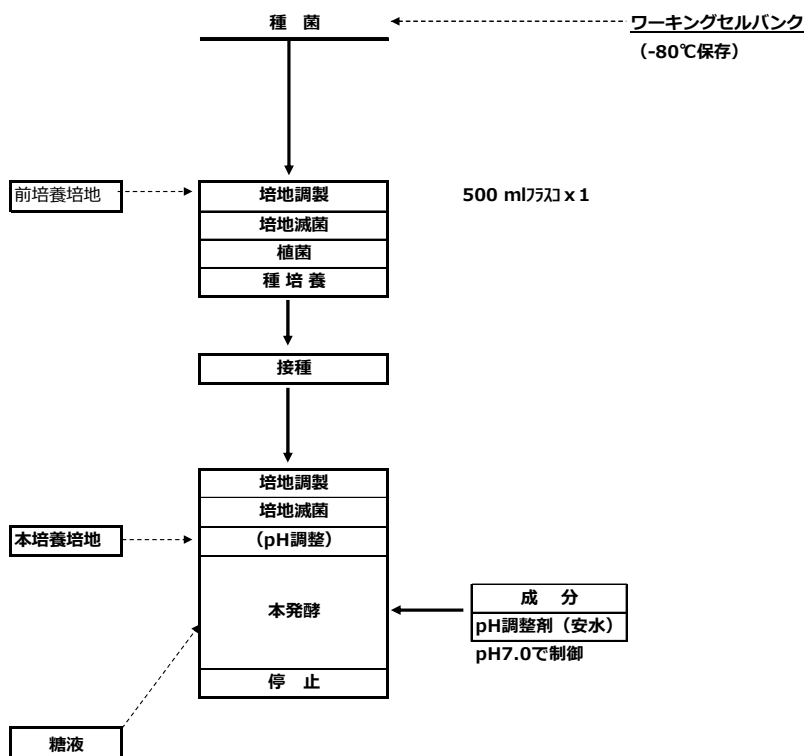 種 菌
ワーキングセルバンク
（-80℃保存）
前培養培地
培地調製
500 mlﾌﾗｽｺ x 1
培地滅菌
植菌
種 培 養
接種
培地調製
培地滅菌
本培養培地
（pH調整）
本発酵
成 分
pH調整剤（安水）
pH7.0で制御
停 止
糖液